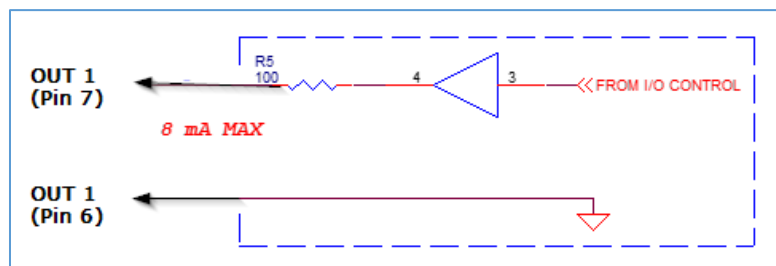 R5
100
OUT 1
(Pin 7)
4
3
FROM I/O CONTROL
8 mA MAX
OUT 1
(Pin 6)